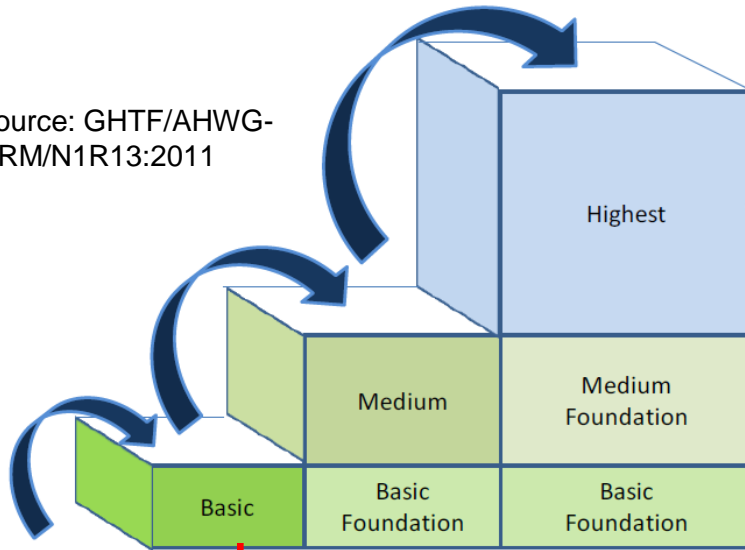 ource: GHTF/AHWG-
RM/N1R13:2011
Highest
Medium
Medium
Foundation
Basic
Basic
Foundation
Basic
Foundation